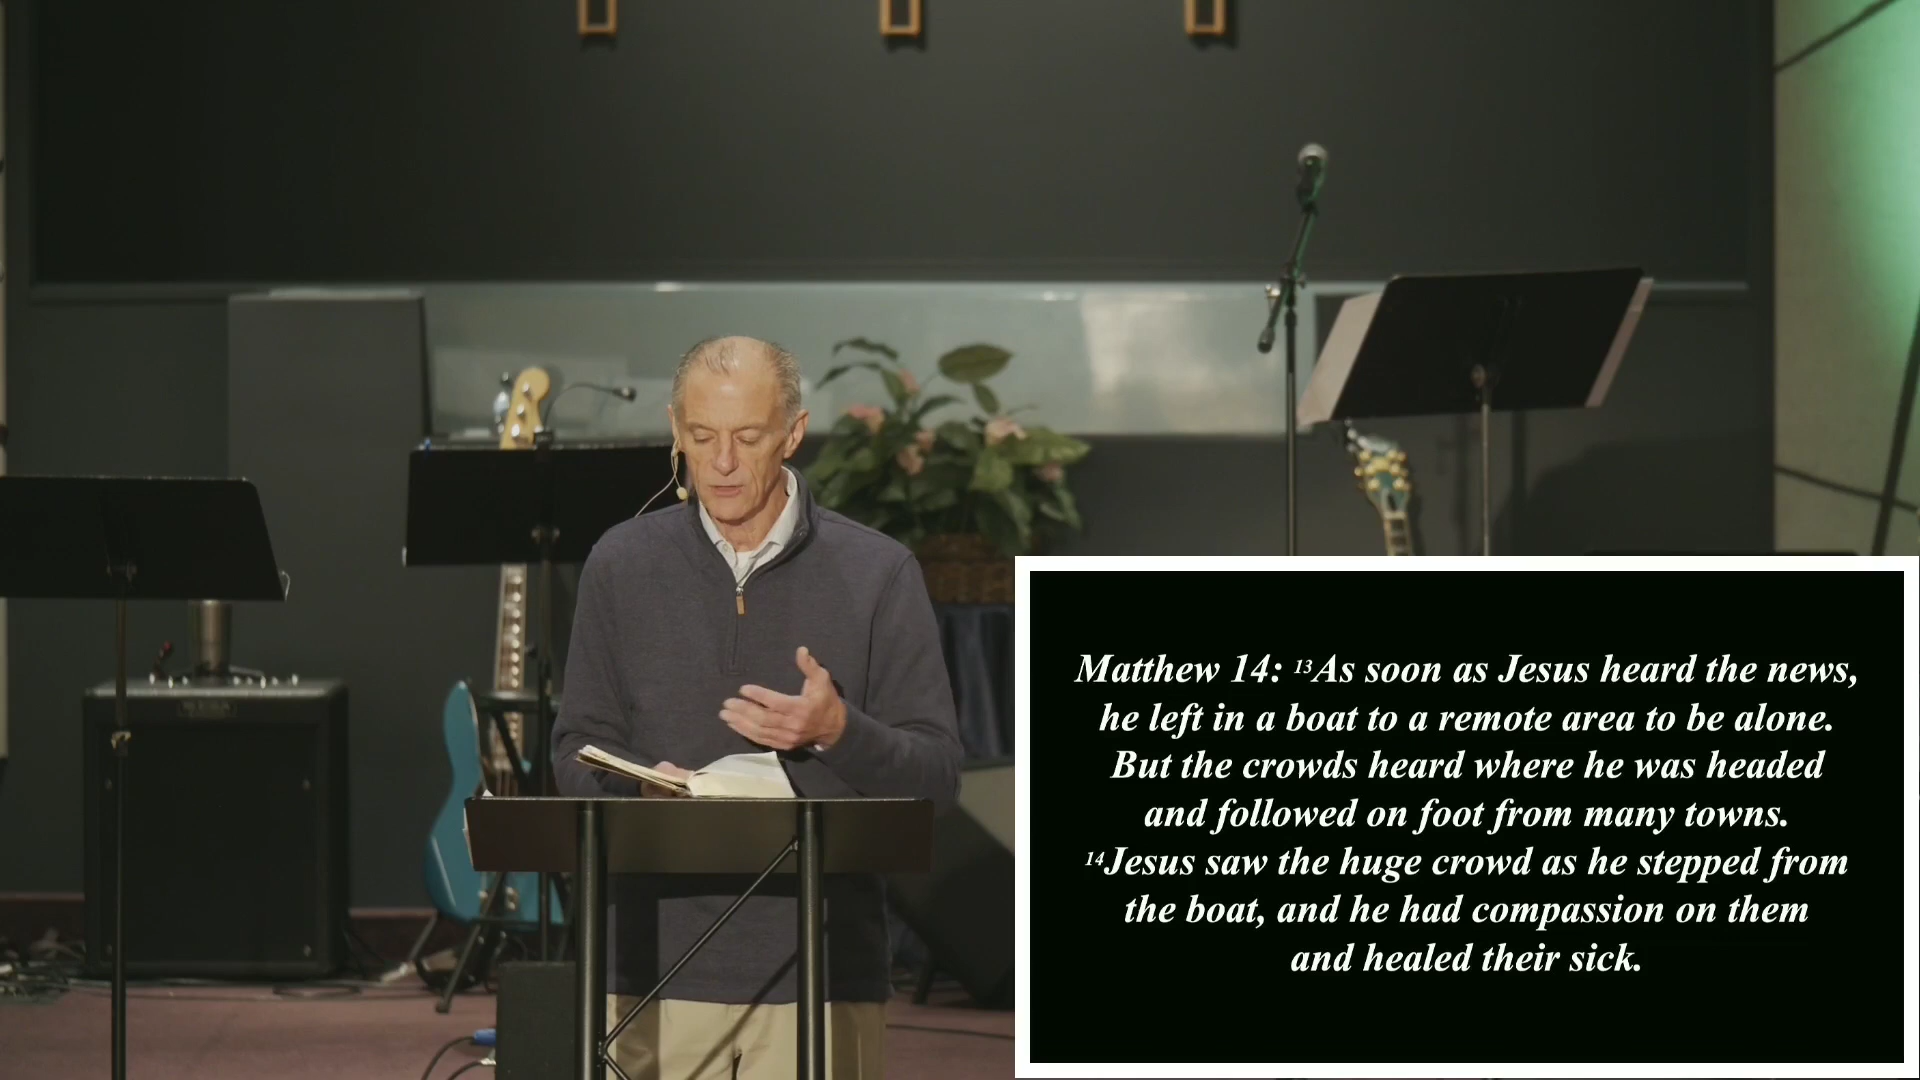 Matthew 14: ¹³As soon as Jesus heard the news,
he left in a boat to a remote area to be alone.
But the crowds heard where he was headed
and followed on foot from many towns.
¹⁴Jesus saw the huge crowd as he stepped from
the boat, and he had compassion on them
and healed their sick.